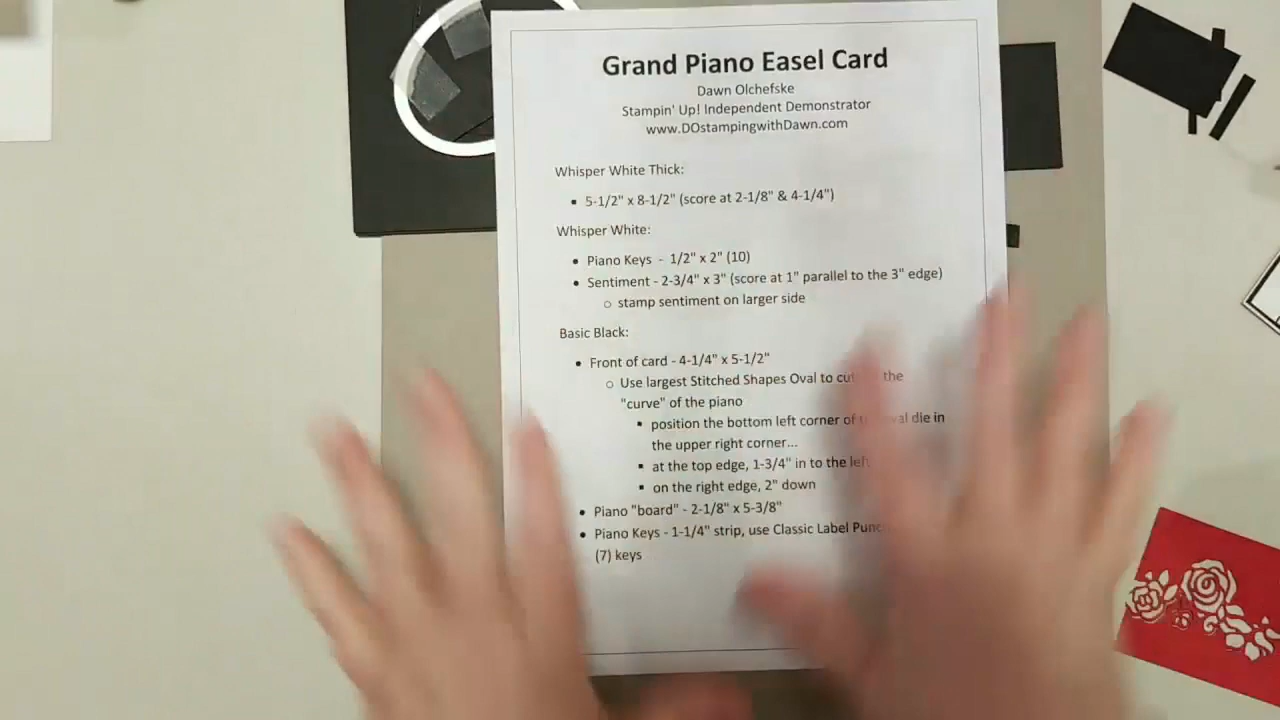 Grand Piano Easel Card
Dawn Olchefske
Stampin' Up! Independent Demonstrator
www.DOstampingwithDawn.com
Whisper White Thick:
▪ 5-1/2" x 8-1/2" (score at 2-1/8" & 4-1/4")
Whisper White:
• Piano Keys - 1/2" x 2" (10)
• Sentiment - 2-3/4" x 3" (score at 1" parallel to the 3" edge)
○ stamp sentiment on larger side
Basic Black:
• Front of card - 4-1/4" x 5-1/2"
○ Use largest Stitched Shapes Oval to the
"curve" of the piano
▪ position the bottom left corner of die in
the upper right corner...
▪ at the top edge, 1-3/4" in to the left
▪ on the right edge, 2" down
• Piano "board" - 2-1/8" x 5-3/8"
• Piano Keys - 1-1/4" strip, use Classic Label Punch
(7) keys